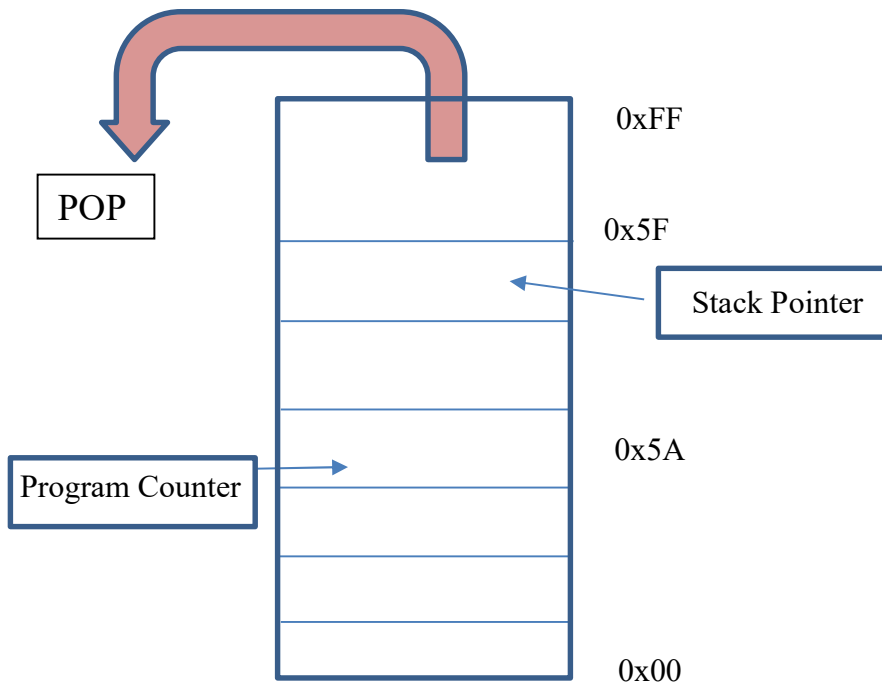 0xFF
POP
0x5F
Stack Pointer
0x5A
Program Counter
0x00